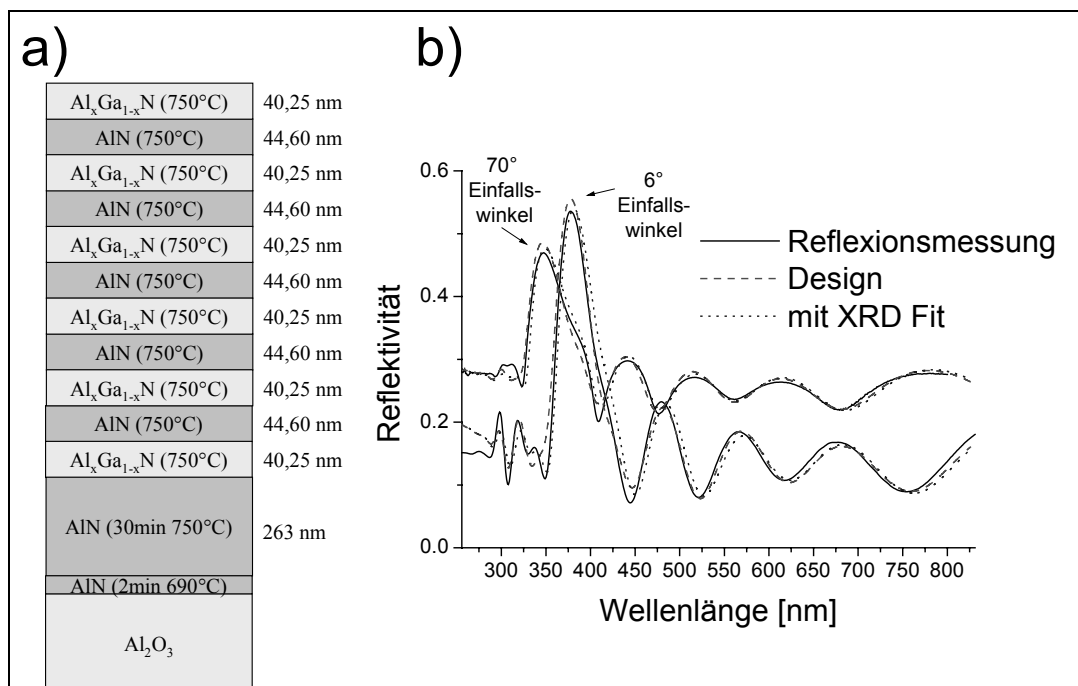 a)
Al<sub>x</sub>Ga<sub>1-x</sub>N (750°C) 40,25 nm
AlN (750°C) 44,60 nm
Al<sub>x</sub>Ga<sub>1-x</sub>N (750°C) 40,25 nm
AlN (750°C) 44,60 nm
Al<sub>x</sub>Ga<sub>1-x</sub>N (750°C) 40,25 nm
AlN (750°C) 44,60 nm
Al<sub>x</sub>Ga<sub>1-x</sub>N (750°C) 40,25 nm
AlN (750°C) 44,60 nm
Al<sub>x</sub>Ga<sub>1-x</sub>N (750°C) 40,25 nm
AlN (750°C) 44,60 nm
Al<sub>x</sub>Ga<sub>1-x</sub>N (750°C) 40,25 nm
AlN (30min 750°C) 263 nm
AlN (2min 690°C)
Al<sub>2</sub>O<sub>3</sub>
b)
70°
Einfalls-
winkel
6°
Einfalls-
winkel
Reflexionsmessung
Design
mit XRD Fit
Reflektivität
0.6
0.4
0.2
0.0
300 350 400 450 500 550 600 650 700 750 800
Wellenlänge [nm]